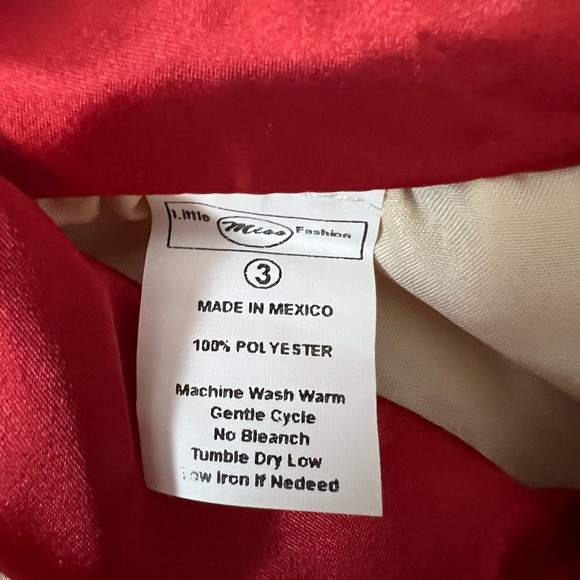 Little Miss Fashion
3
MADE IN MEXICO
100% POLYESTER
Machine Wash Warm
Gentle Cycle
No Bleanch
Tumble Dry Low
Low Iron If Nedeed